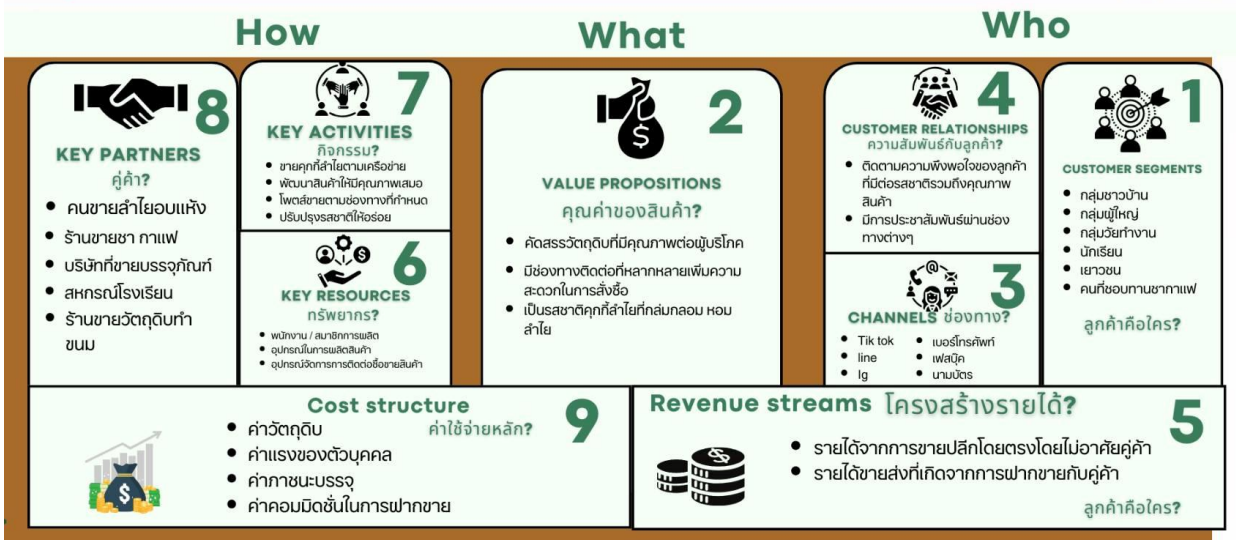 How
What
Who
8
KEY PARTNERS
คู่ค้า?
• คนขายลำไยอบแห้ง
• ร้านขายชา กาแฟ
• บริษัทที่ขายบรรจุภัณฑ์
• สหกรณ์โรงเรียน
• ร้านขายวัตถุดิบทำ
ขนม
7
KEY ACTIVITIES
กิจกรรม?
• ขายคุกกี้ลำไยตามเครือข่าย
• พัฒนาสินค้าให้มีคุณภาพเสมอ
• โพตส์ขายตามช่องทางที่กำหนด
• ปรับปรุงรสชาติให้อร่อย
6
KEY RESOURCES
ทรัพยากร?
• พนักงาน / สมาชิกการผลิต
• อุปกรณ์ในการผลิตสินค้า
• อุปกรณ์จัดการการติดต่อซื้อขายสินค้า
2
$
VALUE PROPOSITIONS
คุณค่าของสินค้า?
• คัดสรรวัตถุดิบที่มีคุณภาพต่อผู้บริโภค
• มีช่องทางติดต่อที่หลากหลายเพิ่มความ
สะดวกในการสั่งซื้อ
• เป็นรสชาติคุกกี้ลำไยที่กล่มกลอม หอม
ลำไย
4
CUSTOMER RELATIONSHIPS
ความสัมพันธ์กับลูกค้า?
• ติดตามความพึงพอใจของลูกค้า
ที่มีต่อรสชาติรวมถึงคุณภาพ
สินค้า
• มีการประชาสัมพันธ์ผ่านช่อง
ทางต่างๆ
3
CHANNELS ช่องทาง?
• Tik tok
• line
• Ig
• เบอร์โทรศัพท์
• เฟสบุ๊ค
• นามบัตร
1
CUSTOMER SEGMENTS
• กลุ่มชาวบ้าน
• กลุ่มผู้ใหญ่
• กลุ่มวัยทำงาน
• นักเรียน
• เยาวชน
• คนที่ชอบทานชากาแฟ
ลูกค้าคือใคร?
Cost structure
9
ค่าใช้จ่ายหลัก?
• ค่าวัตถุดิบ
• ค่าแรงของตัวบุคคล
• ค่าภาชนะบรรจุ
• ค่าคอมมิดชั่นในการฝากขาย
$
Revenue streams โครงสร้างรายได้?
5
• รายได้จากการขายปลีกโดยตรงโดยไม่อาศัยคู่ค้า
• รายได้ขายส่งที่เกิดจากการฝากขายกับคู่ค้า
ลูกค้าคือใคร?